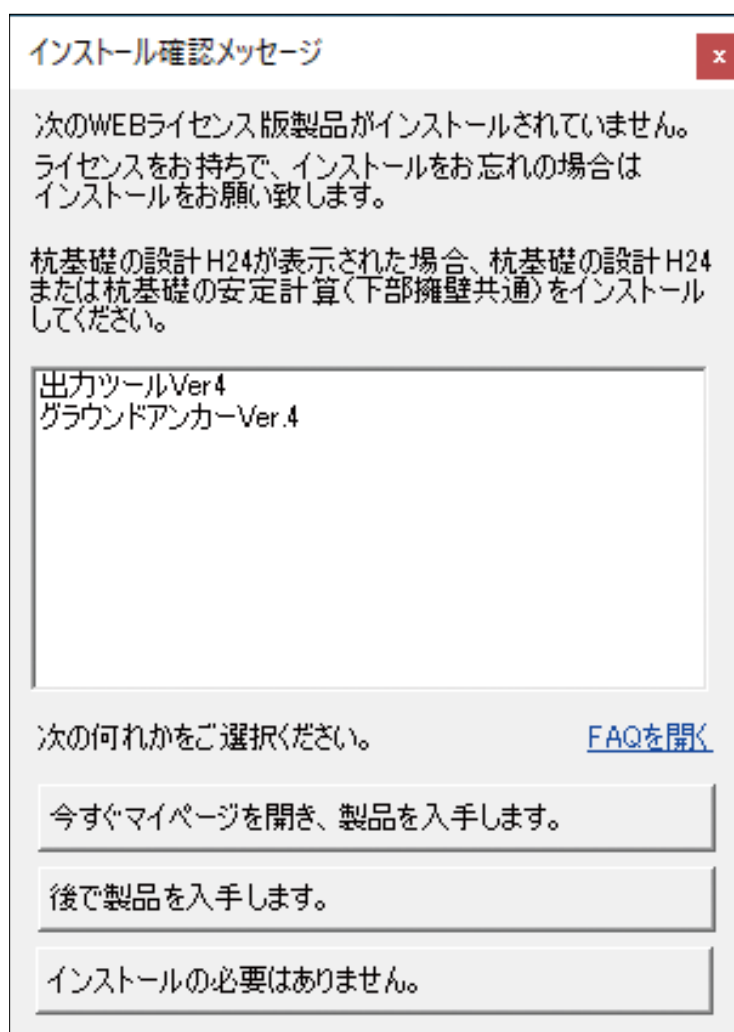 インストール確認メッセージ
x
次のWEBライセンス版製品がインストールされていません。
ライセンスをお持ちで、インストールをお忘れの場合は
インストールをお願い致します。
杭基礎の設計H24が表示された場合、杭基礎の設計H24
または杭基礎の安定計算(下部擁壁共通)をインストール
してください。
出力ツールVer4
グラウンドアンカーVer.4
次の何れかをご選択ください。
FAQを開く
今すぐマイページを開き、製品を入手します。
後で製品を入手します。
インストールの必要はありません。